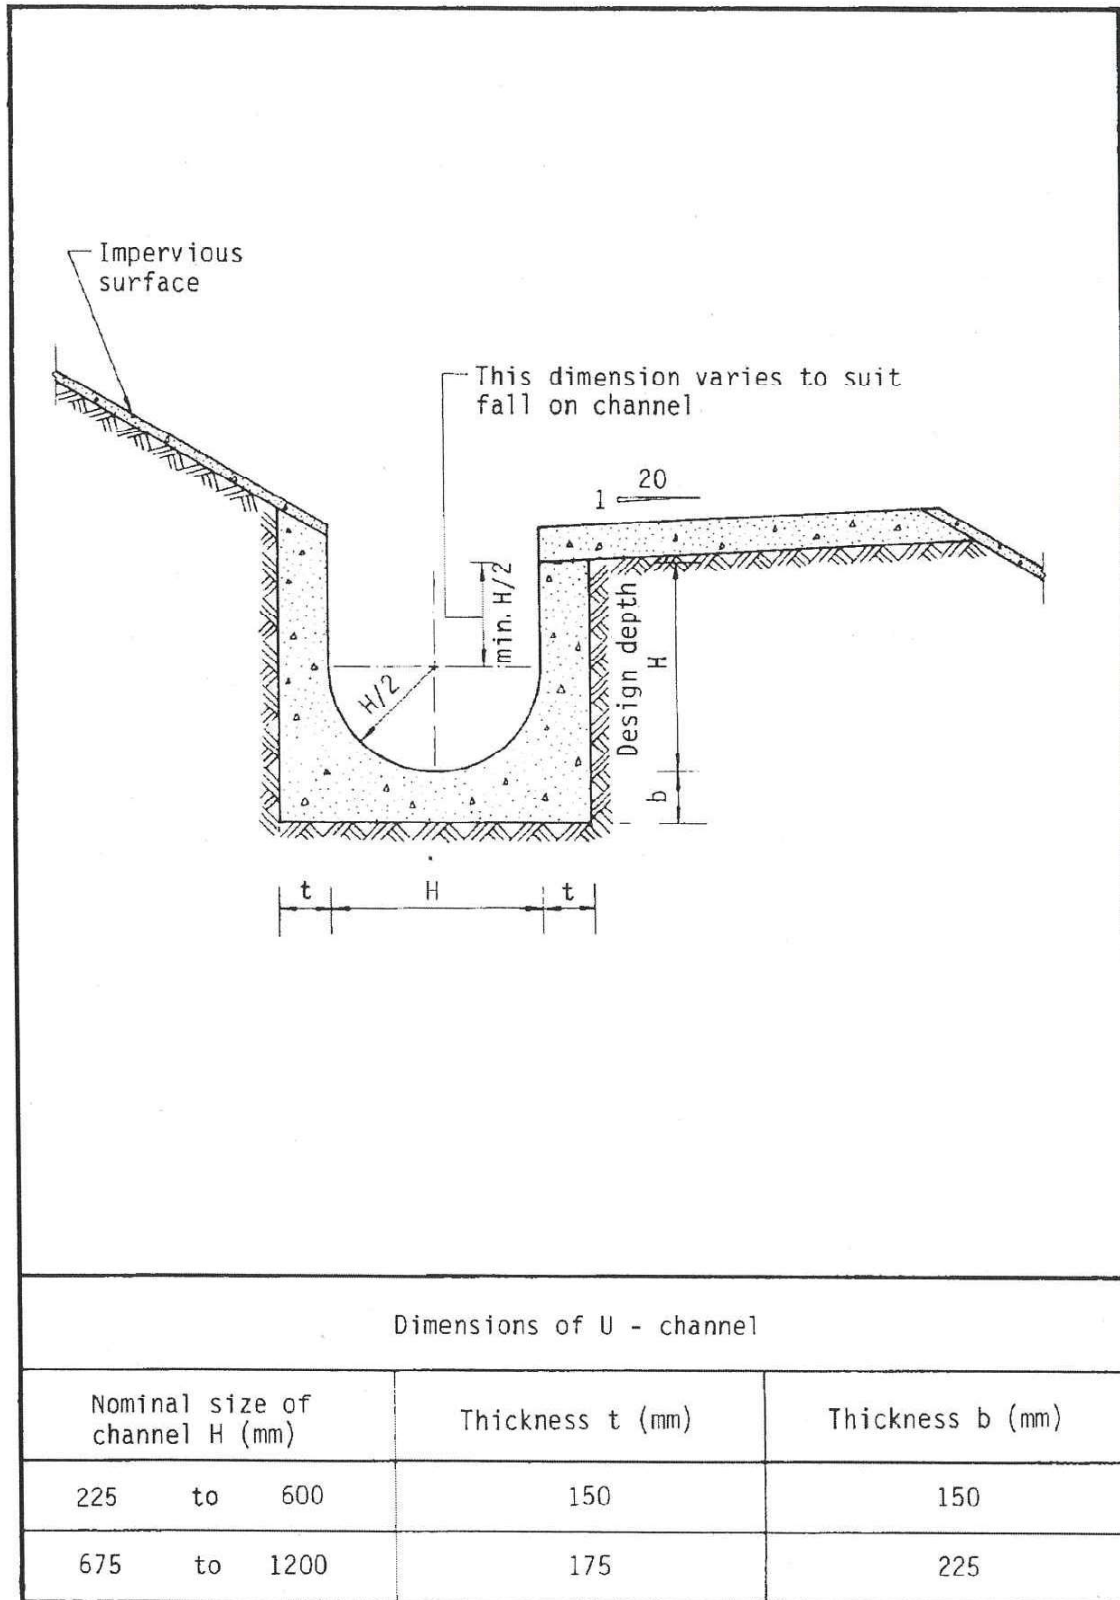 Impervious
surface
This dimension varies to suit
fall on channel
1 20
min. H/2
H/2
Design depth
H
b
t H t
Dimensions of U - channel
Nominal size of
channel H (mm)
Thickness t (mm)
Thickness b (mm)
225 to 600 150 150
675 to 1200 175 225